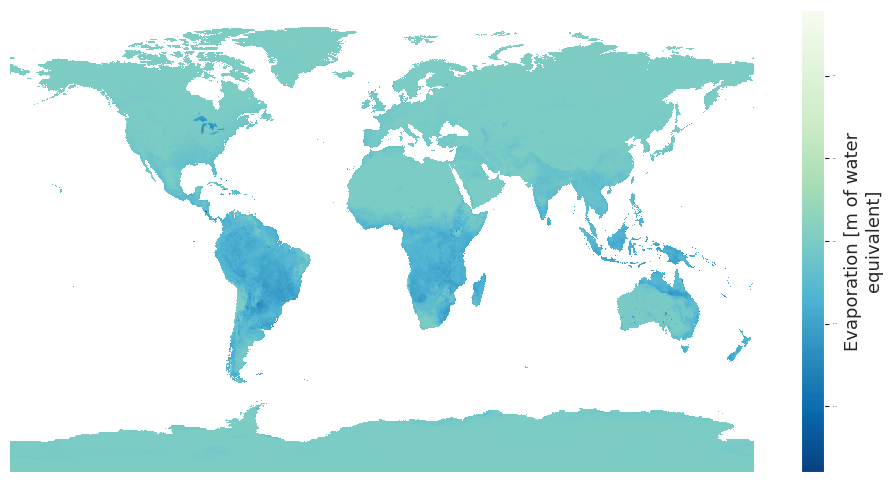 Evaporation [m of water
equivalent]